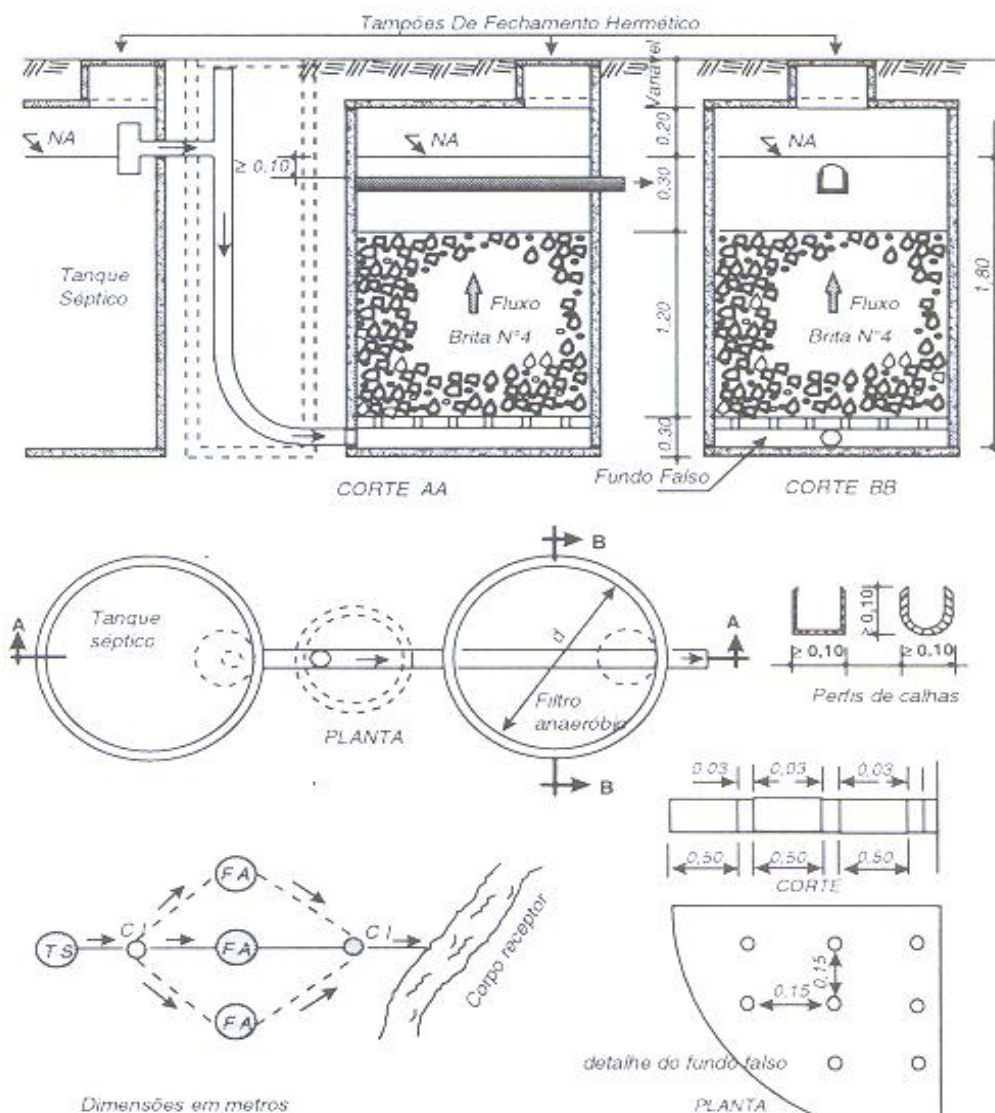 Tampões De Fechamento Hermético
Variável
NA
NA
NA
0,20
≥ 0,10
0,30
Tanque
Séptico
Fluxo
Brita N°4
1,20
Fluxo
Brita N°4
1,80
0,30
Fundo Falso
CORTE AA
CORTE BB
B
A
Tanque
séptico
d
Filtro
anaeróbio
A
PLANTA
B
≥ 0,10
≥ 0,10
≥ 0,10
Perfis de calhas
0,03
0,03
0,03
0,50
0,50
0,50
CORTE
FA
TS
CI
FA
CI
FA
Corpo receptor
0,15
0,15
detalhe do fundo falso
PLANTA
Dimensões em metros